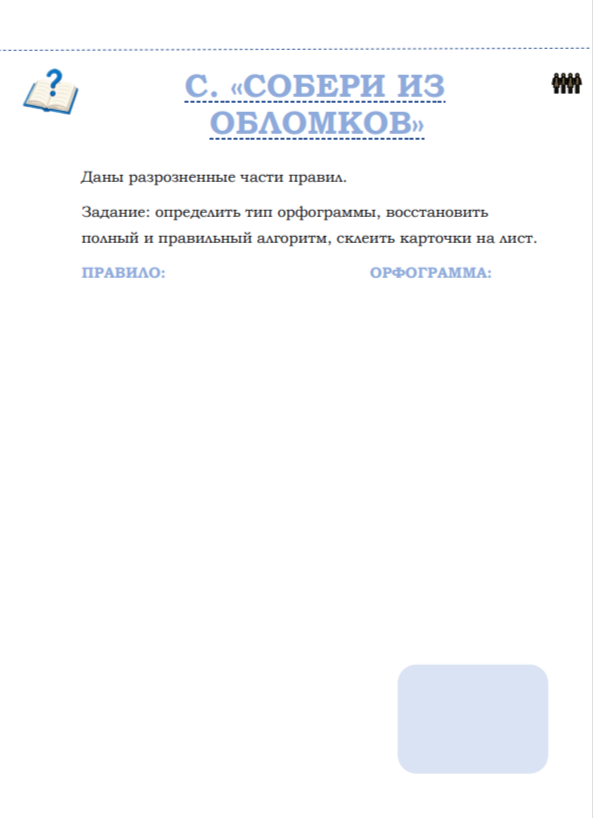 С. «СОБЕРИ ИЗ
ОБЛОМКОВ»
Даны разрозненные части правил.
Задание: определить тип орфограммы, восстановить
полный и правильный алгоритм, склеить карточки на лист.
ПРАВИЛО: ОРФОГРАММА: